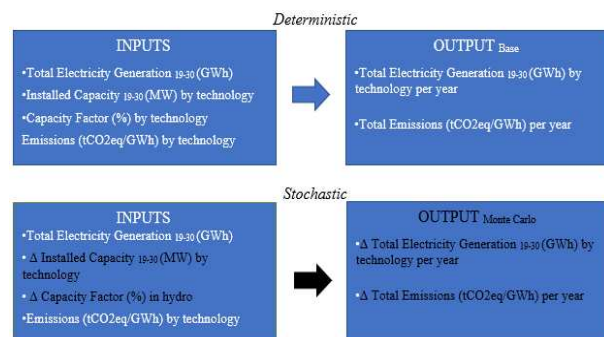 Deterministic
INPUTS
•Total Electricity Generation 19-30 (GWh)
•Installed Capacity 19-30 (MW) by technology
•Capacity Factor (%) by technology
Emissions (tCO2eq/GWh) by technology
OUTPUT Base
•Total Electricity Generation 19-30 (GWh) by
technology per year
•Total Emissions (tCO2eq/GWh) per year
Stochastic
INPUTS
•Total Electricity Generation 19-30 (GWh)
•Δ Installed Capacity 19-30 (MW) by
technology
•Δ Capacity Factor (%) in hydro
•Emissions (tCO2eq/GWh) by technology
OUTPUT Monte Carlo
•Δ Total Electricity Generation 19-30 (GWh) by
technology per year
•Δ Total Emissions (tCO2eq/GWh) per year